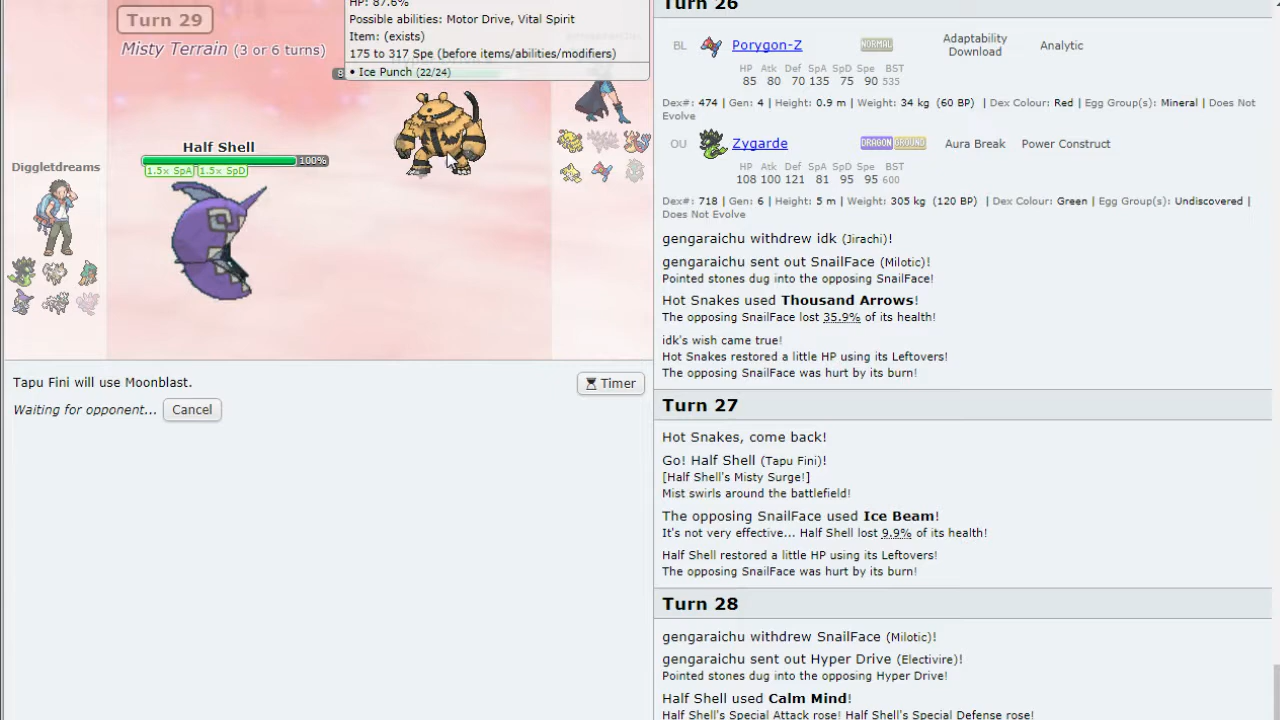 Turn 29
Misty Terrain (3 or 6 turns)
HP: 87.6%
Possible abilities: Motor Drive, Vital Spirit
Item: (exists)
175 to 317 Spe (before items/abilities/modifiers)
• Ice Punch (22/24)
Half Shell
100%
1.5× SpA 1.5× SpD
Diggletdreams
Tapu Fini will use Moonblast.
Timer
Waiting for opponent... Cancel
Turn 26
BL Porygon-Z NORMAL Adaptability Download Analytic
HP Atk Def SpA SpD Spe BST
85 80 70 135 75 90 535
Dex#: 474 | Gen: 4 | Height: 0.9 m | Weight: 34 kg (60 BP) | Dex Colour: Red | Egg Group(s): Mineral | Does Not
Evolve
OU Zygarde DRAGON GROUND Aura Break Power Construct
HP Atk Def SpA SpD Spe BST
108 100 121 81 95 95 600
Dex#: 718 | Gen: 6 | Height: 5 m | Weight: 305 kg (120 BP) | Dex Colour: Green | Egg Group(s): Undiscovered |
Does Not Evolve
gengaraichu withdrew idk (Jirachi)!
gengaraichu sent out SnailFace (Milotic)!
Pointed stones dug into the opposing SnailFace!
Hot Snakes used Thousand Arrows!
The opposing SnailFace lost 35.9% of its health!
idk's wish came true!
Hot Snakes restored a little HP using its Leftovers!
The opposing SnailFace was hurt by its burn!
Turn 27
Hot Snakes, come back!
Go! Half Shell (Tapu Fini)!
[Half Shell's Misty Surge!]
Mist swirls around the battlefield!
The opposing SnailFace used Ice Beam!
It's not very effective... Half Shell lost 9.9% of its health!
Half Shell restored a little HP using its Leftovers!
The opposing SnailFace was hurt by its burn!
Turn 28
gengaraichu withdrew SnailFace (Milotic)!
gengaraichu sent out Hyper Drive (Electivire)!
Pointed stones dug into the opposing Hyper Drive!
Half Shell used Calm Mind!
Half Shell's Special Attack rose! Half Shell's Special Defense rose!